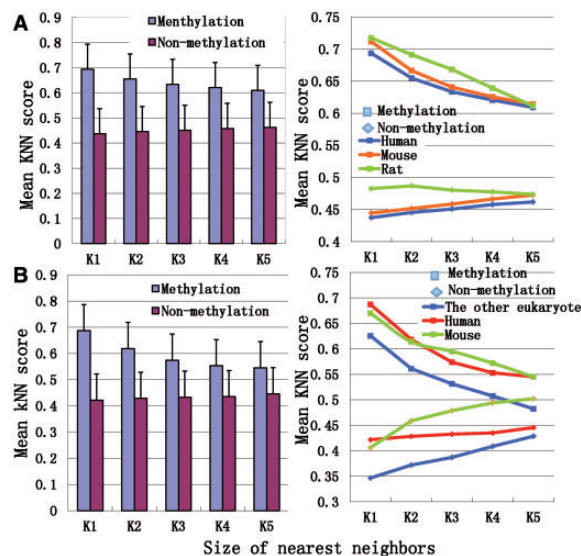 A
Menthylation
Non-methylation
Mean KNN score
0.9
0.8
0.7
0.6
0.5
0.4
0.3
0.2
0.1
0
K1 K2 K3 K4 K5
Methylation
Non-methylation
Human
Mouse
Rat
Mean KNN score
0.75
0.7
0.65
0.6
0.55
0.5
0.45
0.4
K1 K2 K3 K4 K5
B
Methylation
Non-methylation
Mean kNN score
0.9
0.8
0.7
0.6
0.5
0.4
0.3
0.2
0.1
0
K1 K2 K3 K4 K5
Methylation
Non-methylation
The other eukaryote
Human
Mouse
Mean KNN score
0.75
0.7
0.65
0.6
0.55
0.5
0.45
0.4
0.35
0.3
K1 K2 K3 K4 K5
Size of nearest neighbors